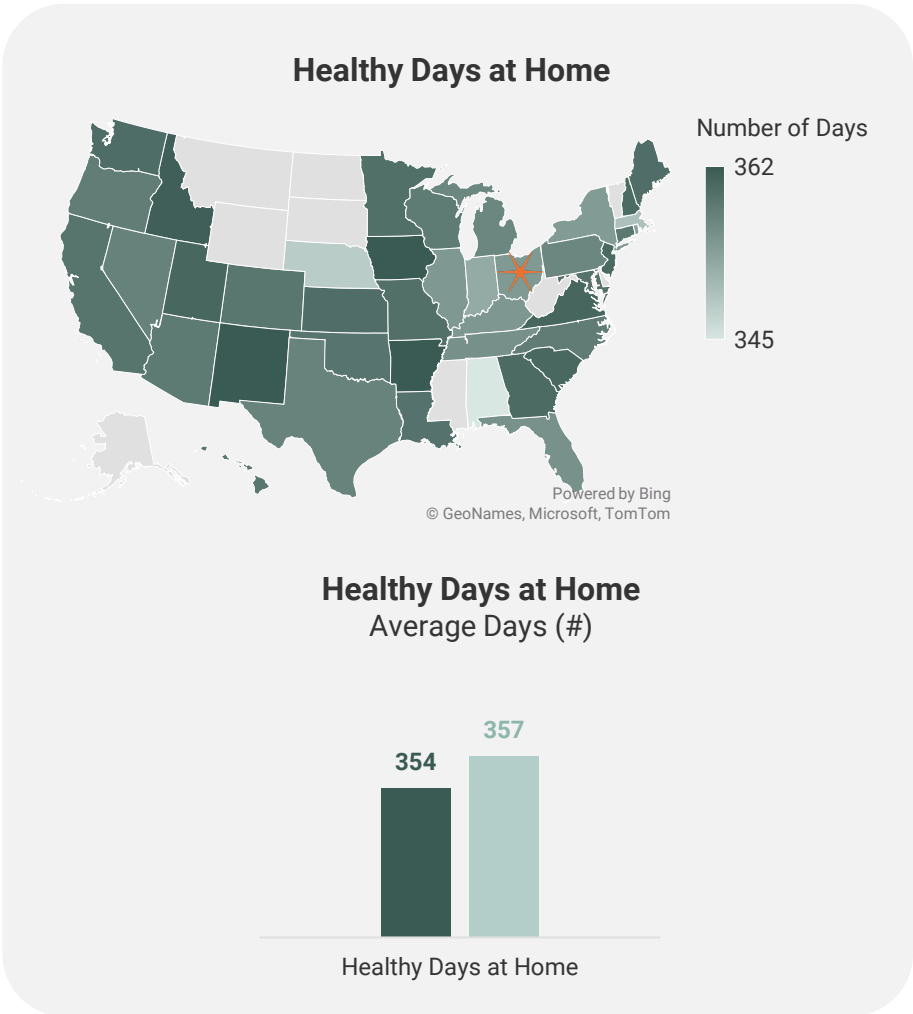 Healthy Days at Home
Number of Days
362
345
Powered by Bing
© GeoNames, Microsoft, TomTom
Healthy Days at Home
Average Days (#)
357
354
Healthy Days at Home